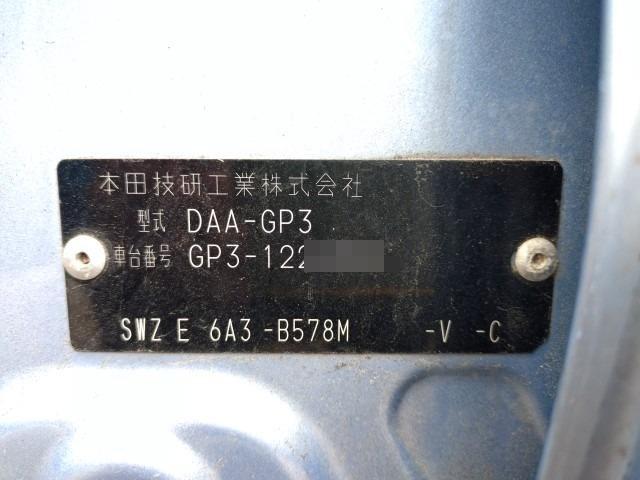 本田技研工業株式会社
型式 DAA-GP3
車台番号 GP3-122
SWZ E 6A3 -B578M -V -C